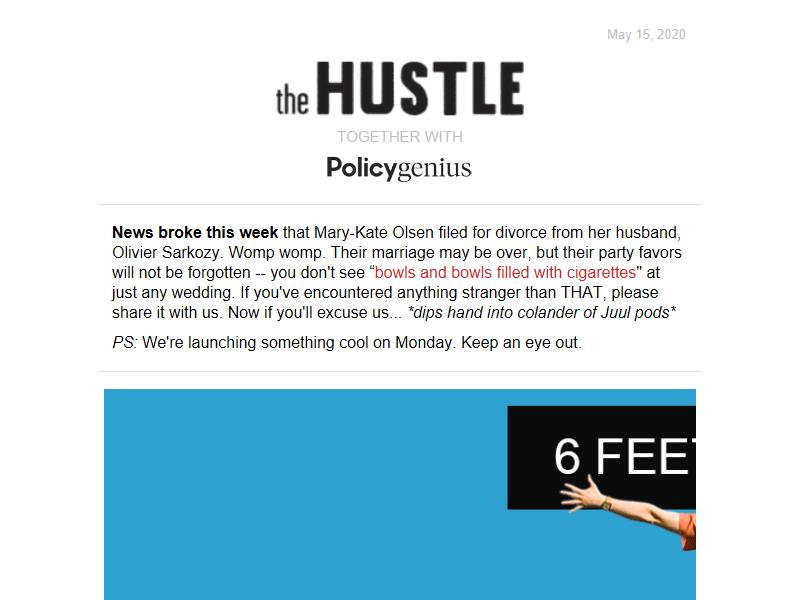 May 15, 2020
the HUSTLE
TOGETHER WITH
Policygenius
News broke this week that Mary-Kate Olsen filed for divorce from her husband,
Olivier Sarkozy. Womp womp. Their marriage may be over, but their party favors
will not be forgotten -- you don't see “bowls and bowls filled with cigarettes" at
just any wedding. If you've encountered anything stranger than THAT, please
share it with us. Now if you'll excuse us... *dips hand into colander of Juul pods*
PS: We're launching something cool on Monday. Keep an eye out.
6 FEET